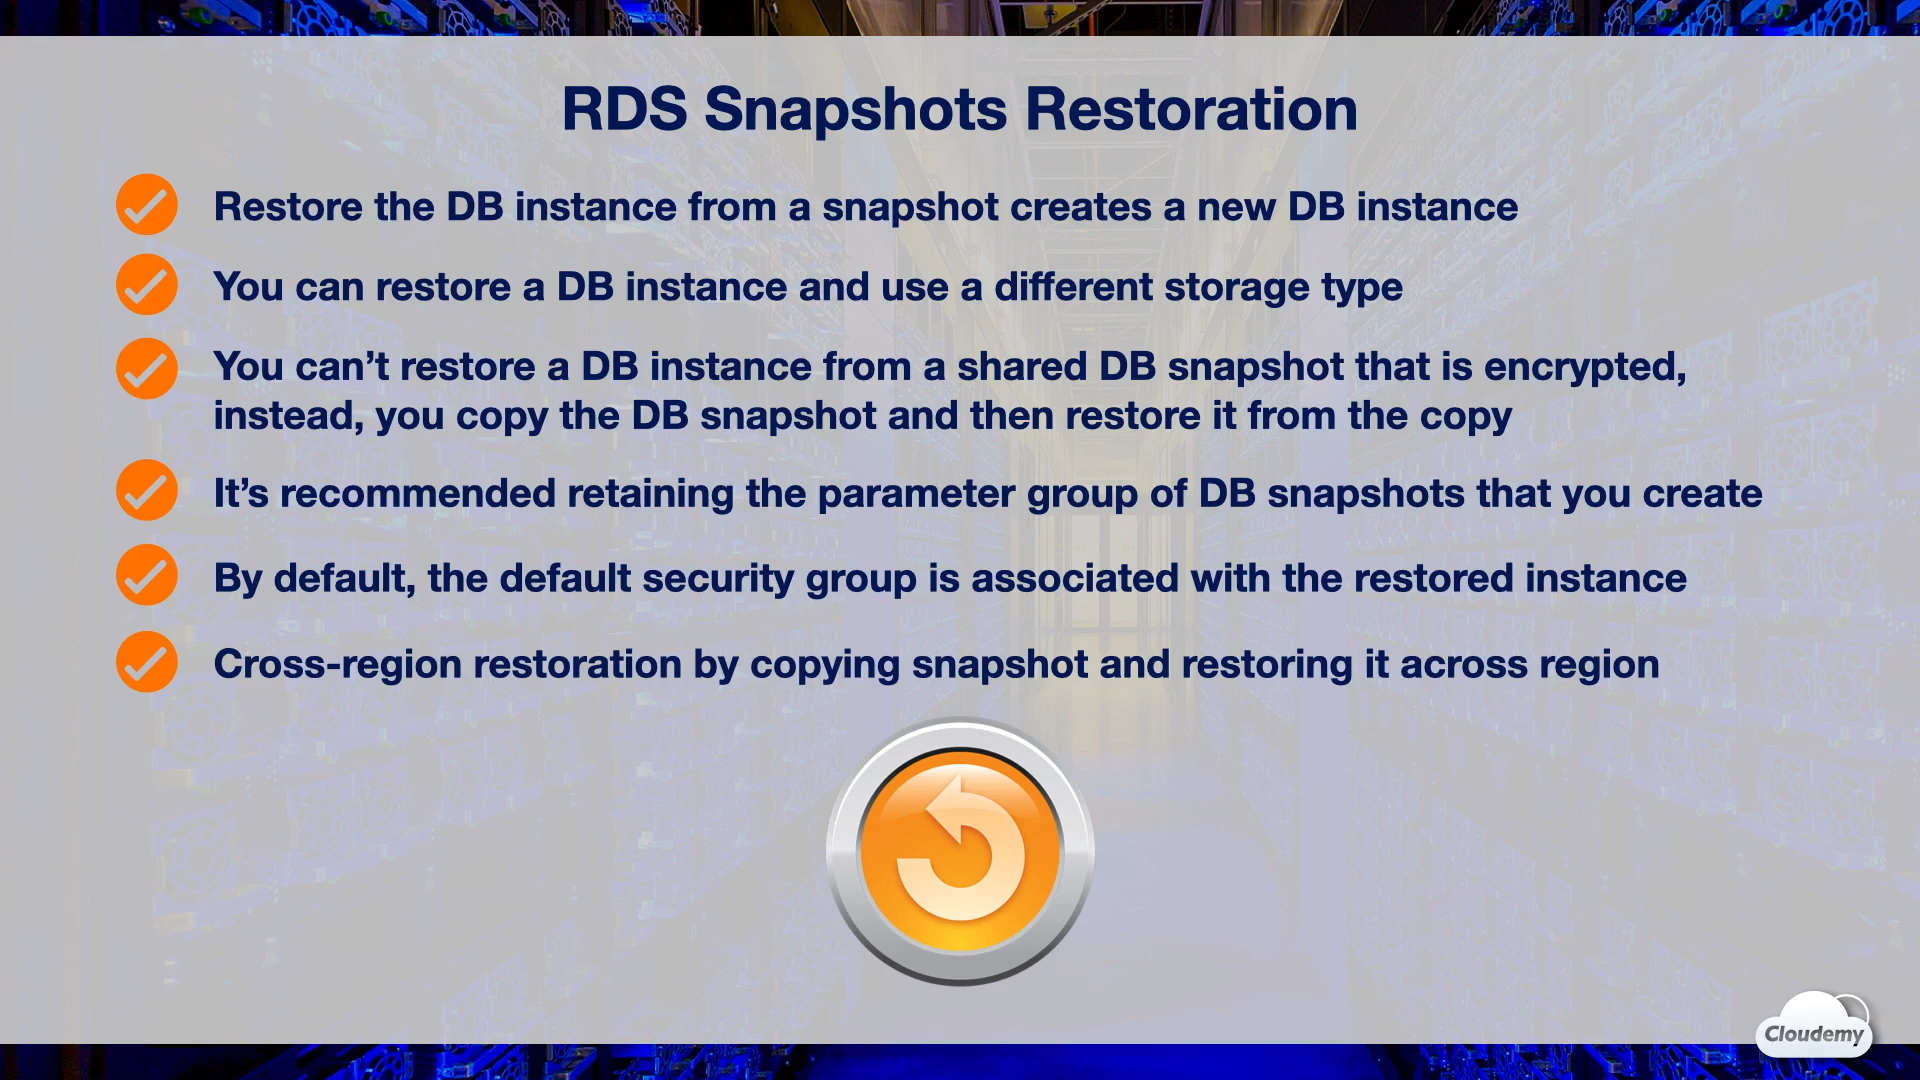 RDS Snapshots Restoration
Restore the DB instance from a snapshot creates a new DB instance
You can restore a DB instance and use a different storage type
You can’t restore a DB instance from a shared DB snapshot that is encrypted,
instead, you copy the DB snapshot and then restore it from the copy
It’s recommended retaining the parameter group of DB snapshots that you create
By default, the default security group is associated with the restored instance
Cross-region restoration by copying snapshot and restoring it across region
Cloudemy